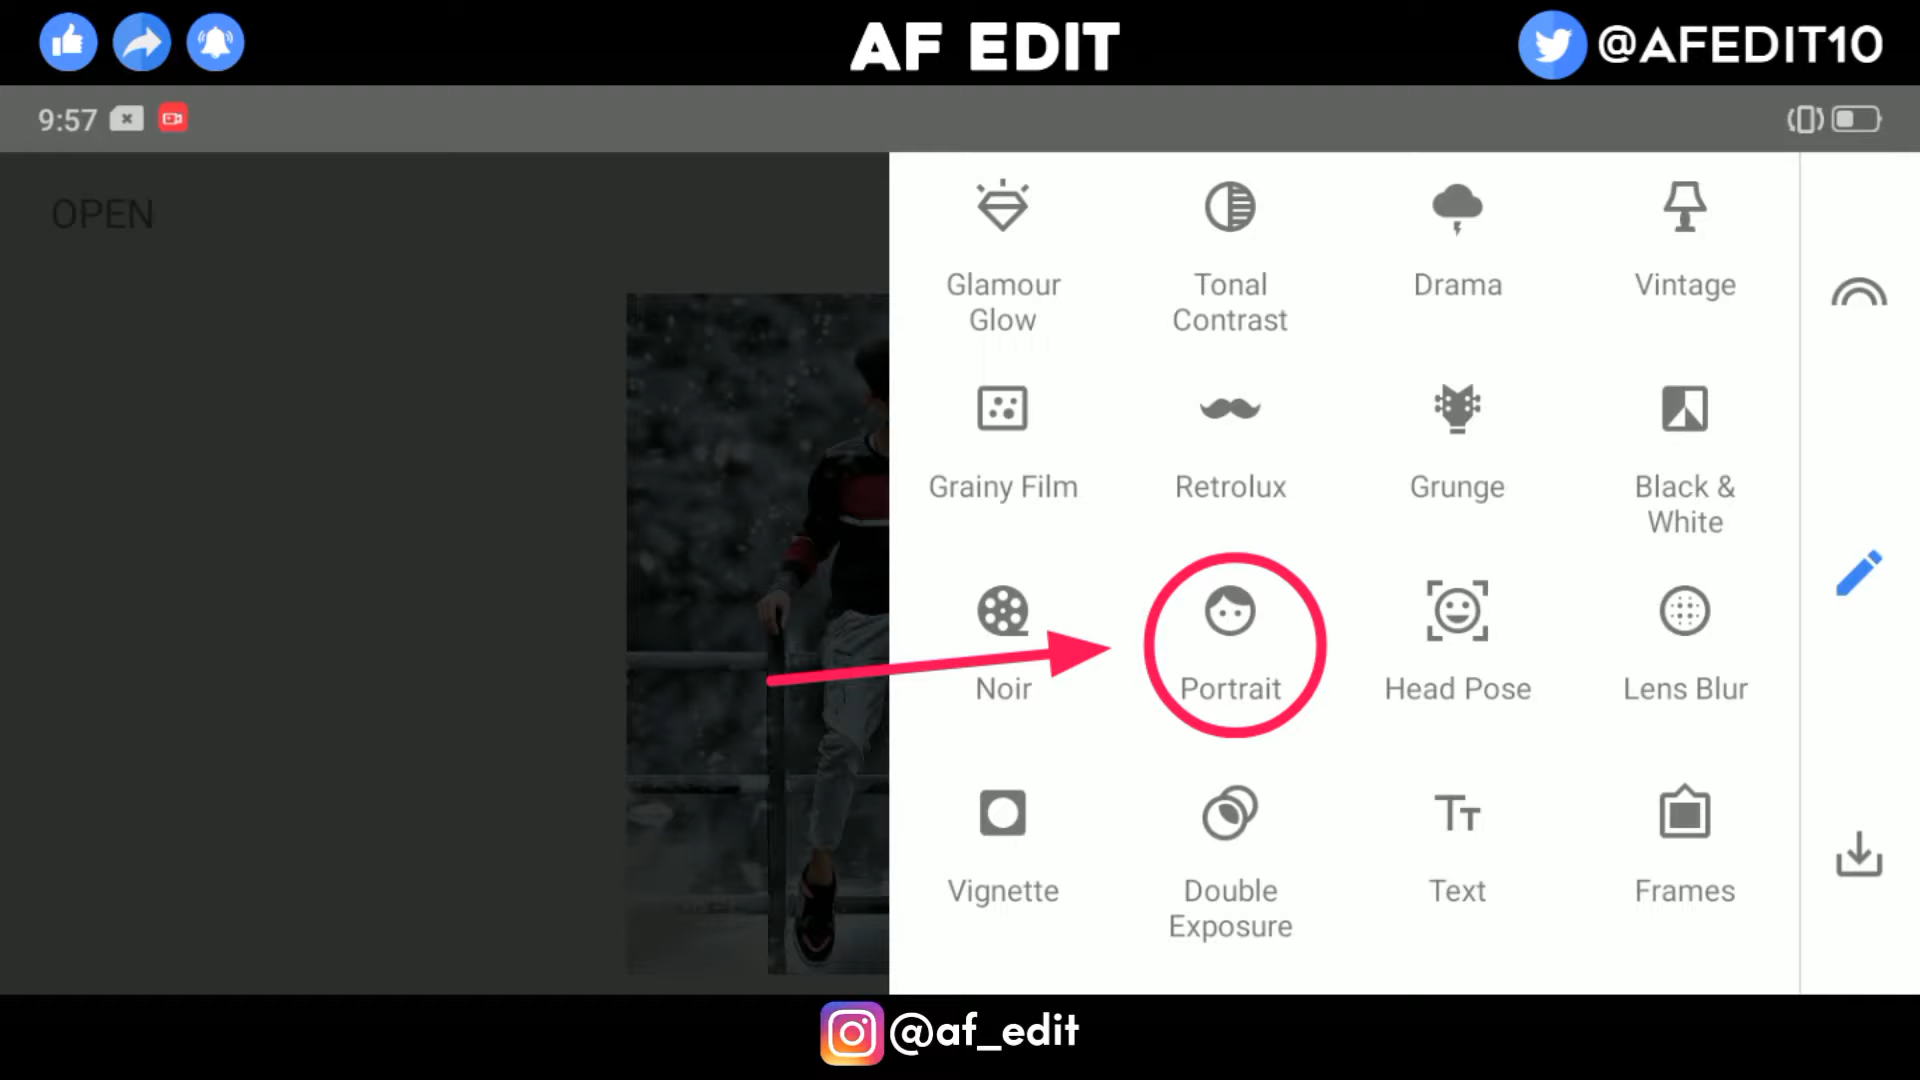 AF EDIT
@AFEDIT10
9:57
OPEN
Glamour
Glow
Tonal
Contrast
Drama
Vintage
Grainy Film
Retrolux
Grunge
Black &
White
Noir
Portrait
Head Pose
Lens Blur
Vignette
Double
Exposure
Text
Frames
@af_edit